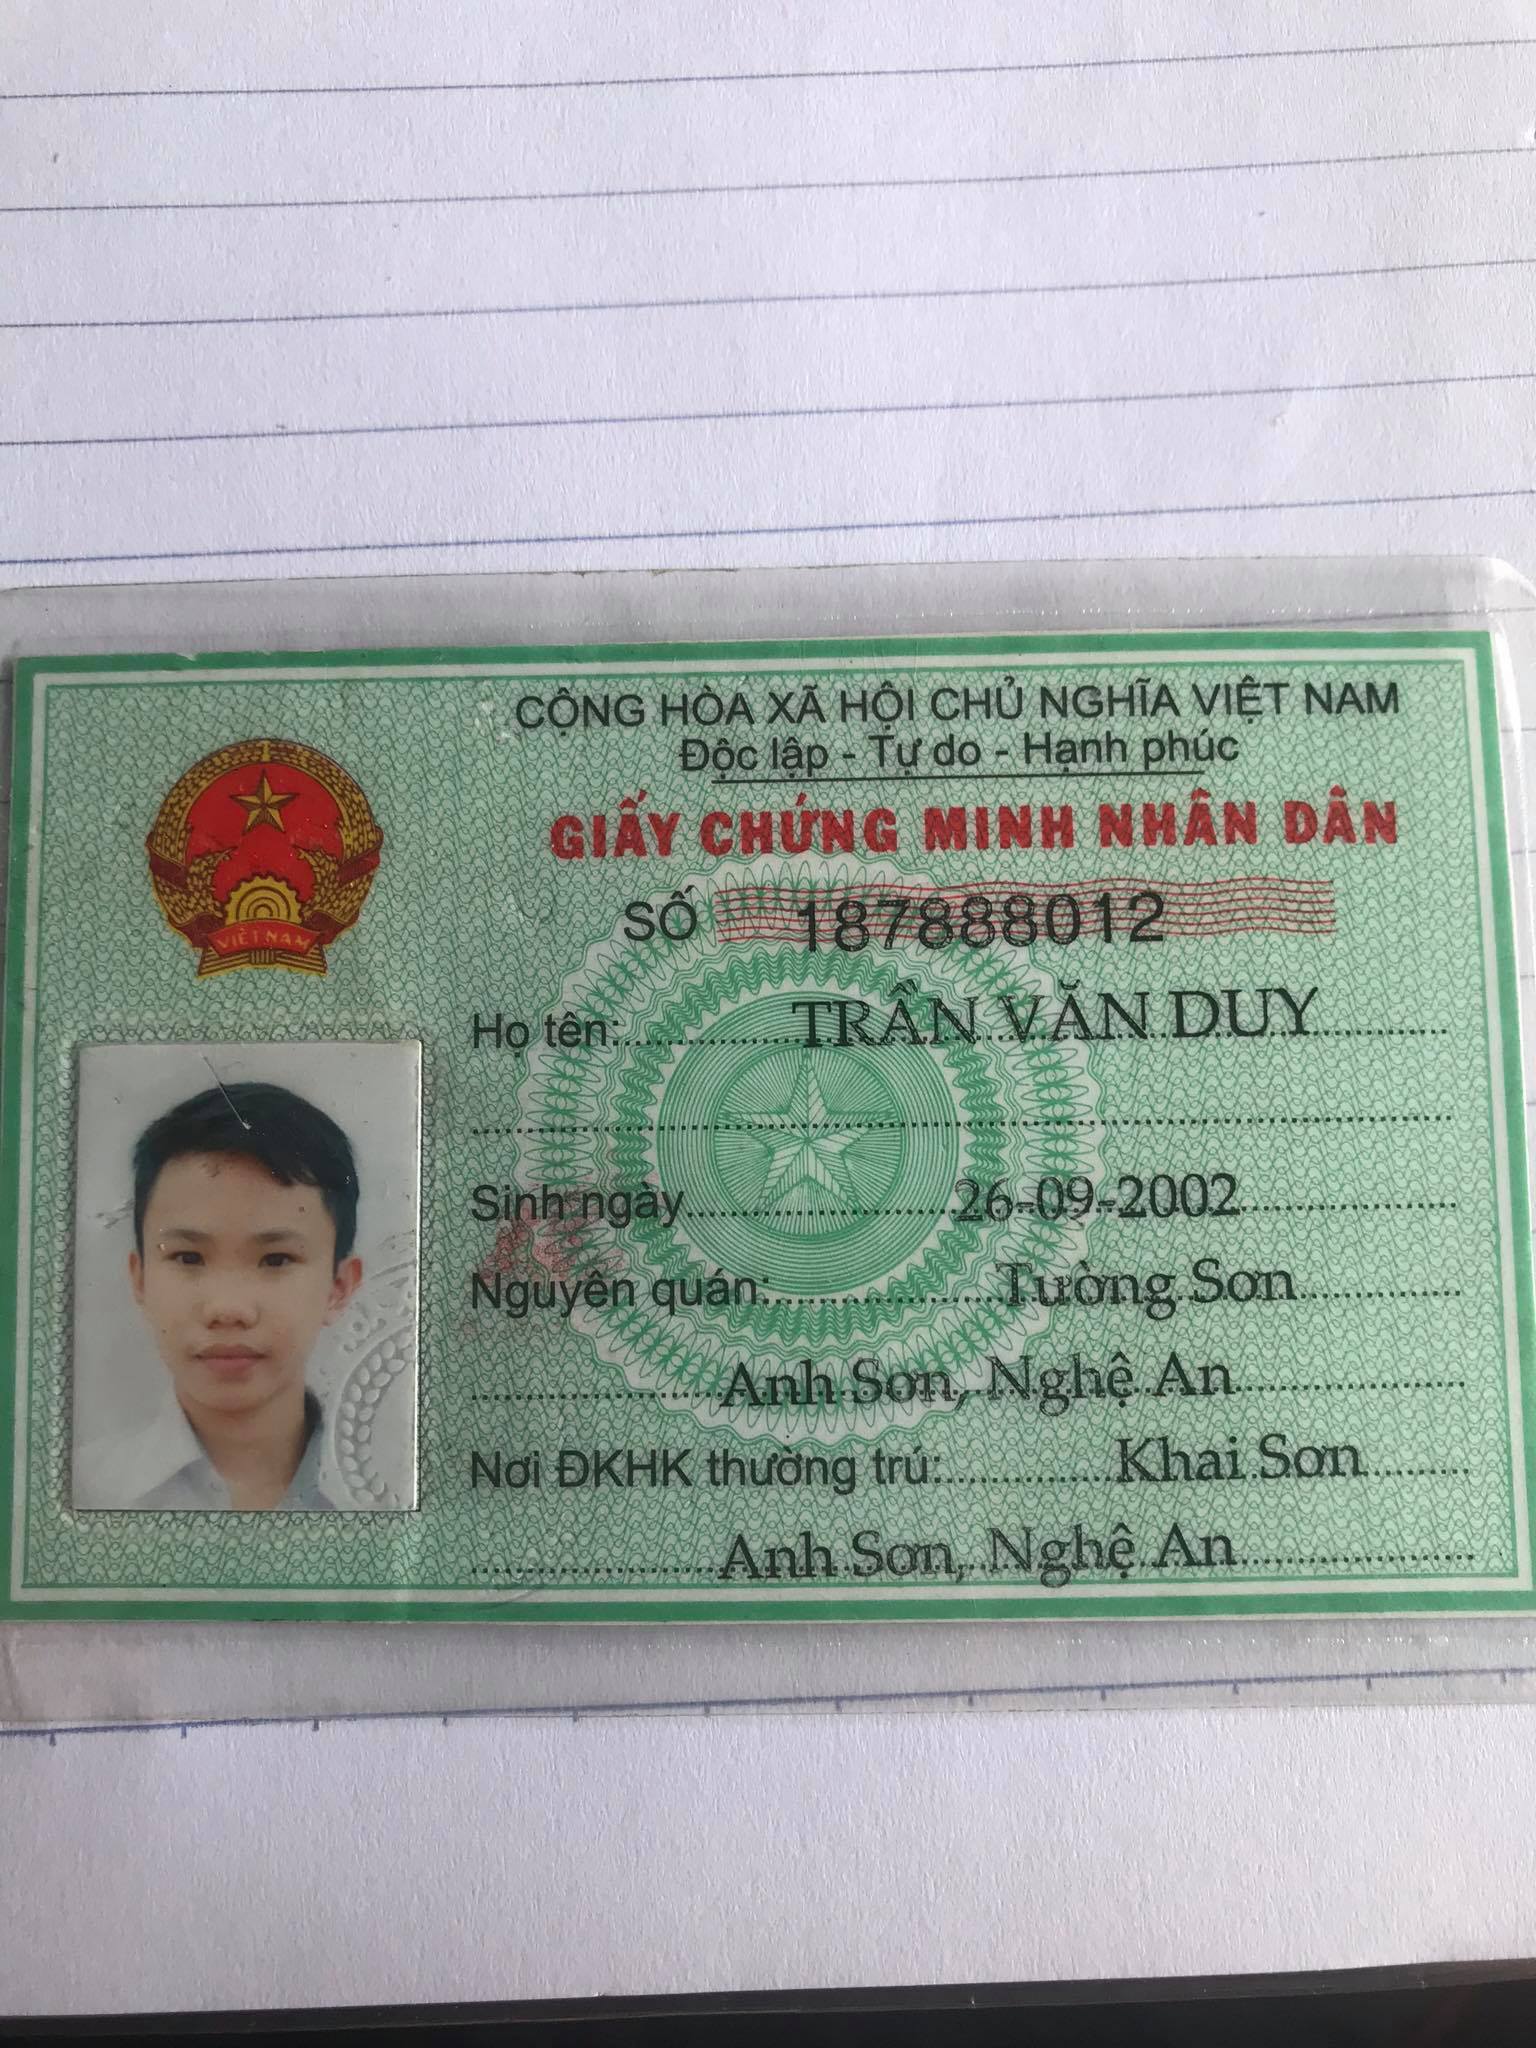 CỘNG HÒA XÃ HỘI CHỦ NGHĨA VIỆT NAM
Độc lập - Tự do - Hạnh phúc
GIẤY CHỨNG MINH NHÂN DÂN
SỐ 187888012
VIỆT NAM
Họ tên: TRẦN VĂN DUY
Sinh ngày 26-09-2002
Nguyên quán: Tường Sơn
Anh Sơn, Nghệ An
Nơi ĐKHK thường trú: Khai Sơn
Anh Sơn, Nghệ An